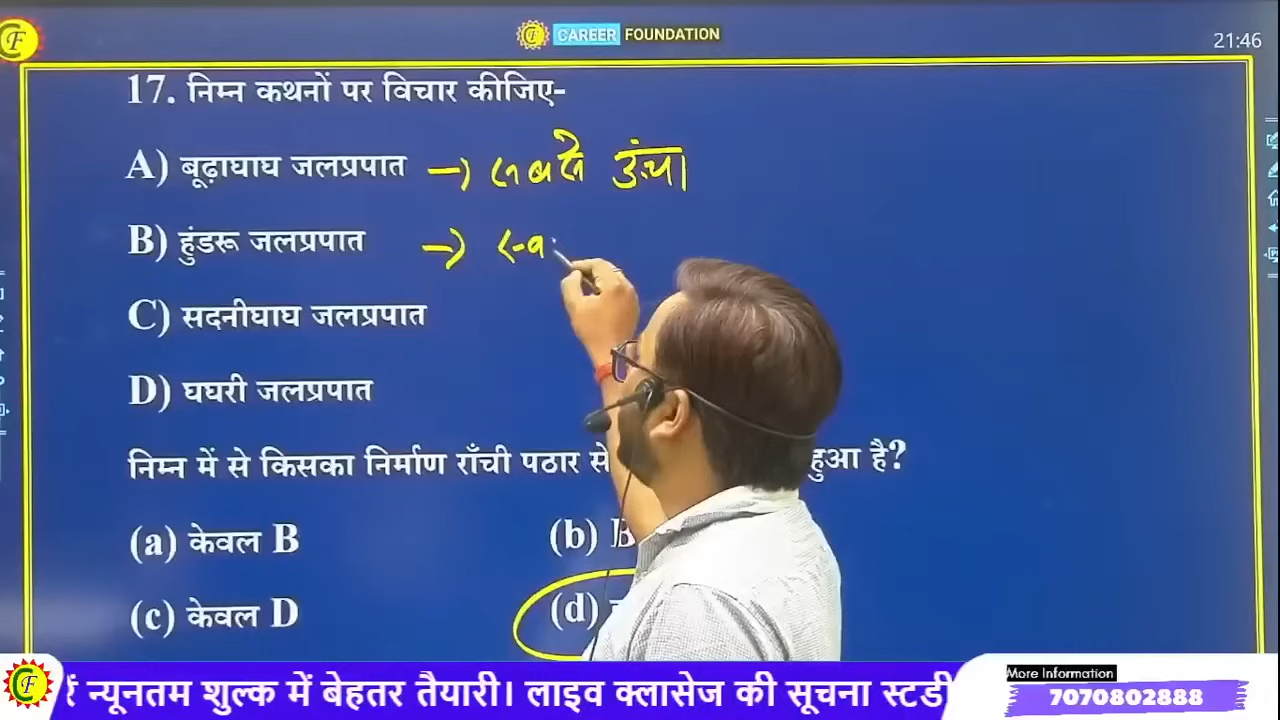 CAREER FOUNDATION
21:46
17. निम्न कथनों पर विचार कीजिए-
A) बूढ़ाघाघ जलप्रपात → सबसे ऊंचा
B) हुंडरू जलप्रपात →
C) सदनीघाघ जलप्रपात
D) घघरी जलप्रपात
निम्न में से किसका निर्माण राँची पठार से हुआ है?
(a) केवल B
(b)
(c) केवल D
(d)
न्यूनतम शुल्क में बेहतर तैयारी। लाइव क्लासेज की सूचना
More Information
7070802888